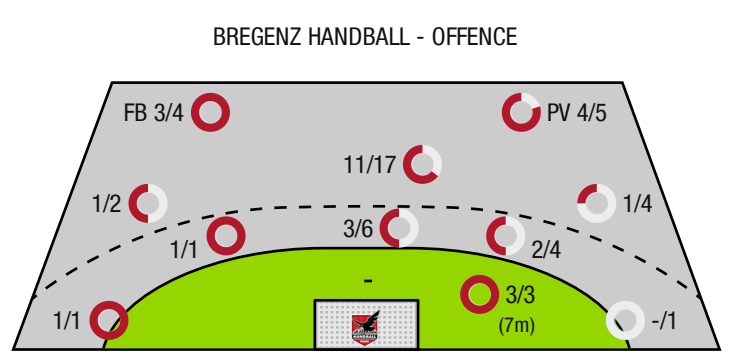 BREGENZ HANDBALL - OFFENCE
FB 3/4
PV 4/5
11/17
1/2
1/4
3/6
1/1
2/4
-
3/3
(7m)
1/1
-/1
HANDBALL